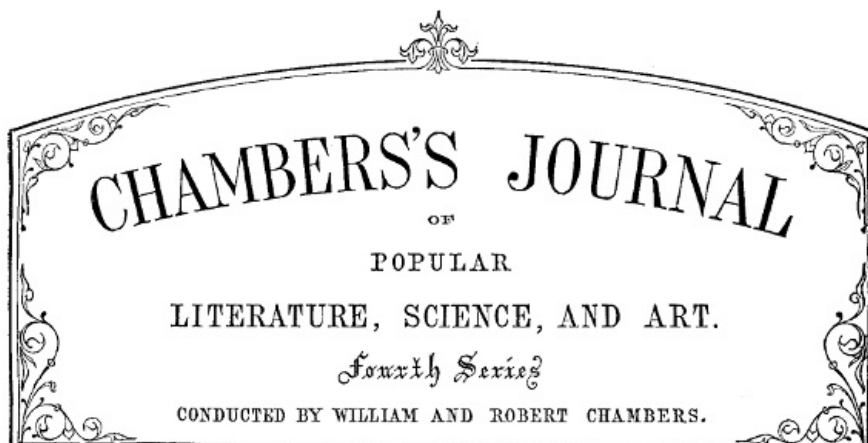 CHAMBERS'S JOURNAL
OF
POPULAR
LITERATURE, SCIENCE, AND ART.
Fourth Series
CONDUCTED BY WILLIAM AND ROBERT CHAMBERS.